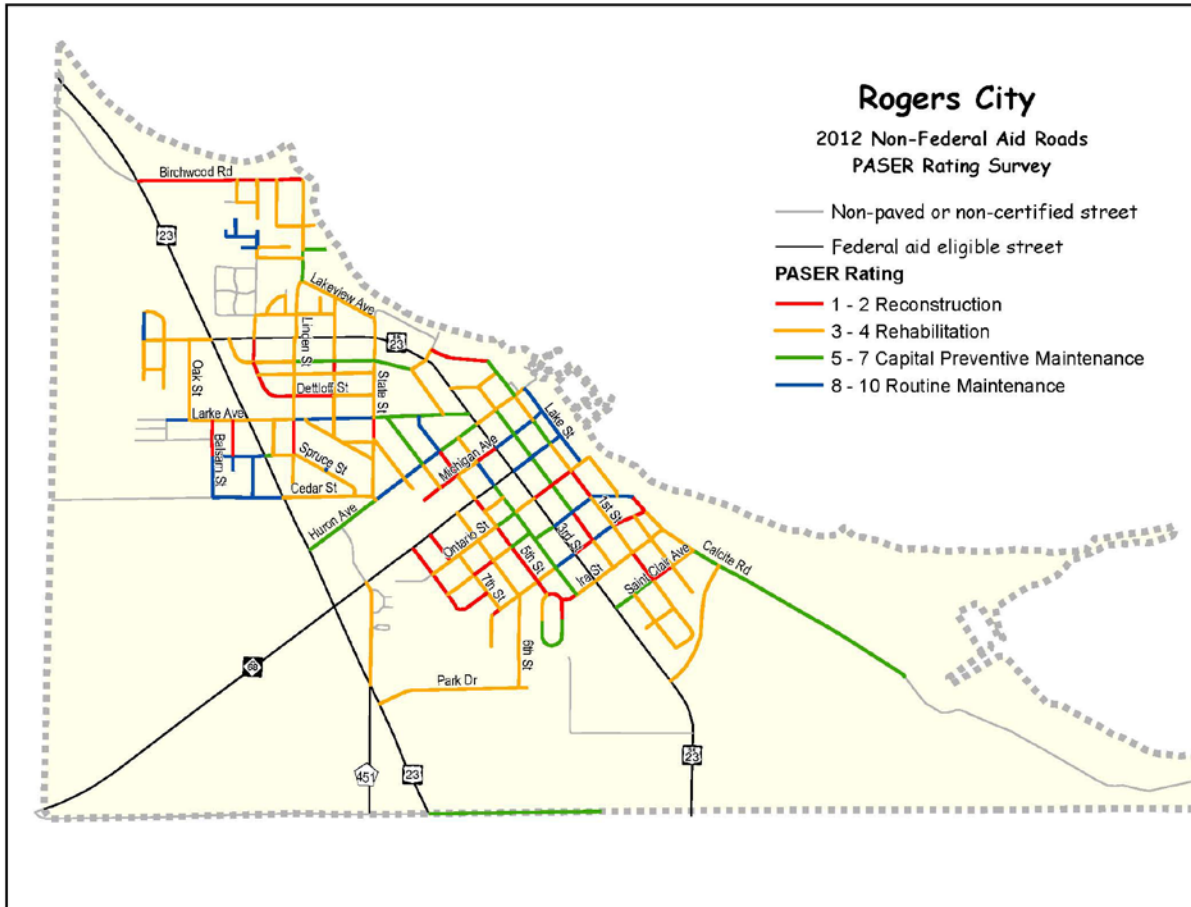 Rogers City
2012 Non-Federal Aid Roads
PASER Rating Survey
Non-paved or non-certified street
Federal aid eligible street
PASER Rating
1 - 2 Reconstruction
3 - 4 Rehabilitation
5 - 7 Capital Preventive Maintenance
8 - 10 Routine Maintenance
Birchwood Rd
23
Lakeview Ave
Linden St
23
Oak St
State St
Dettloff St
Larke Ave
Lake St
Balsam St
Spruce St
Michigan Ave
Cedar St
Huron Ave
1st St
3rd St
Ontario St
5th St
Calcite Rd
Saint Clair Ave
Ira St
7th St
6th St
68
Park Dr
451
23
23